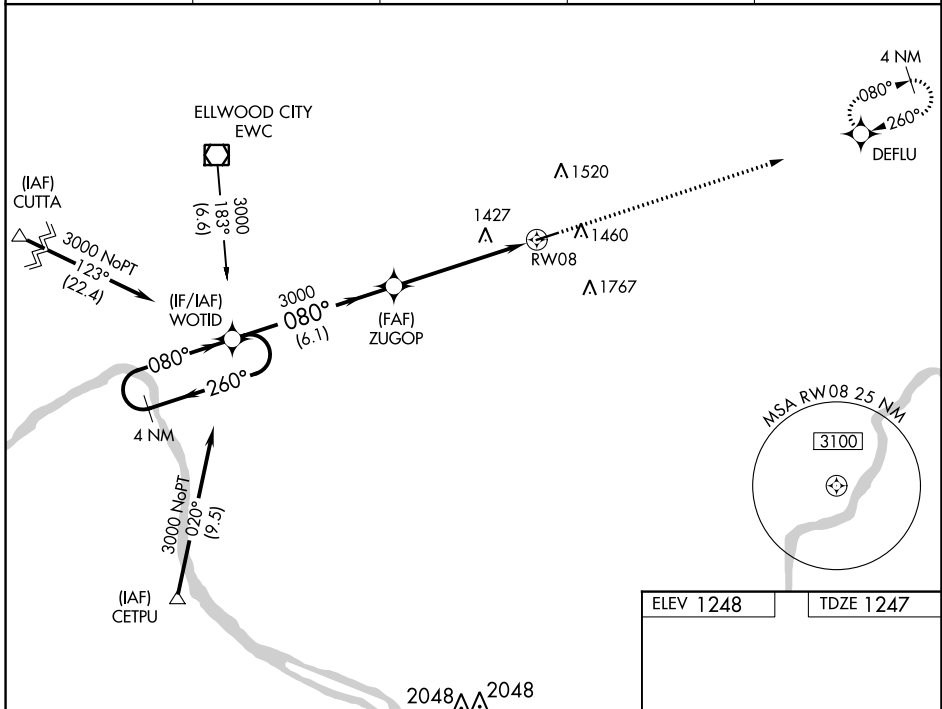 4 NM
080°
260°
DEFLU
ELLWOOD CITY
EWC
(IAF)
CUTTA
3000 NoPT
123°
(22.4)
3000
183°
(6.6)
1520
1427
1460
RW08
1767
(IF/IAF)
WOTID
3000
080°
(6.1)
(FAF)
ZUGOP
080°
260°
4 NM
3000 NoPT
020°
(9.5)
(IAF)
CETPU
MSA RW08 25 NM
3100
ELEV 1248
TDZE 1247
2048
2048